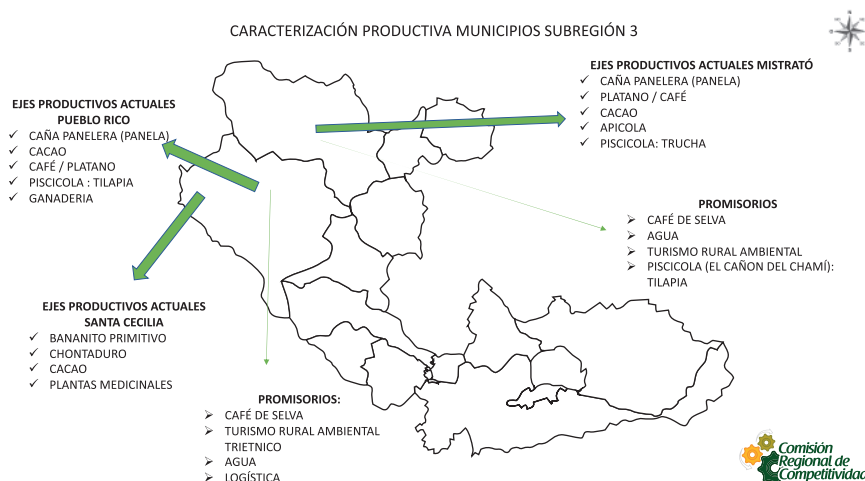 CARACTERIZACIÓN PRODUCTIVA MUNICIPIOS SUBREGIÓN 3
EJES PRODUCTIVOS ACTUALES
PUEBLO RICO
✓ CAÑA PANELERA (PANELA)
✓ CACAO
✓ CAFÉ / PLATANO
✓ PISCICOLA : TILAPIA
✓ GANADERIA
EJES PRODUCTIVOS ACTUALES MISTRATÓ
✓ CAÑA PANELERA (PANELA)
✓ PLATANO / CAFÉ
✓ CACAO
✓ APICOLA
✓ PISCICOLA: TRUCHA
PROMISORIOS
➢ CAFÉ DE SELVA
➢ AGUA
➢ TURISMO RURAL AMBIENTAL
➢ PISCICOLA (EL CAÑON DEL CHAMÍ):
TILAPIA
EJES PRODUCTIVOS ACTUALES
SANTA CECILIA
✓ BANANITO PRIMITIVO
✓ CHONTADURO
✓ CACAO
✓ PLANTAS MEDICINALES
PROMISORIOS:
➢ CAFÉ DE SELVA
➢ TURISMO RURAL AMBIENTAL
TRIETNICO
➢ AGUA
➢ LOGÍSTICA
Comisión
Regional de
Competitividad